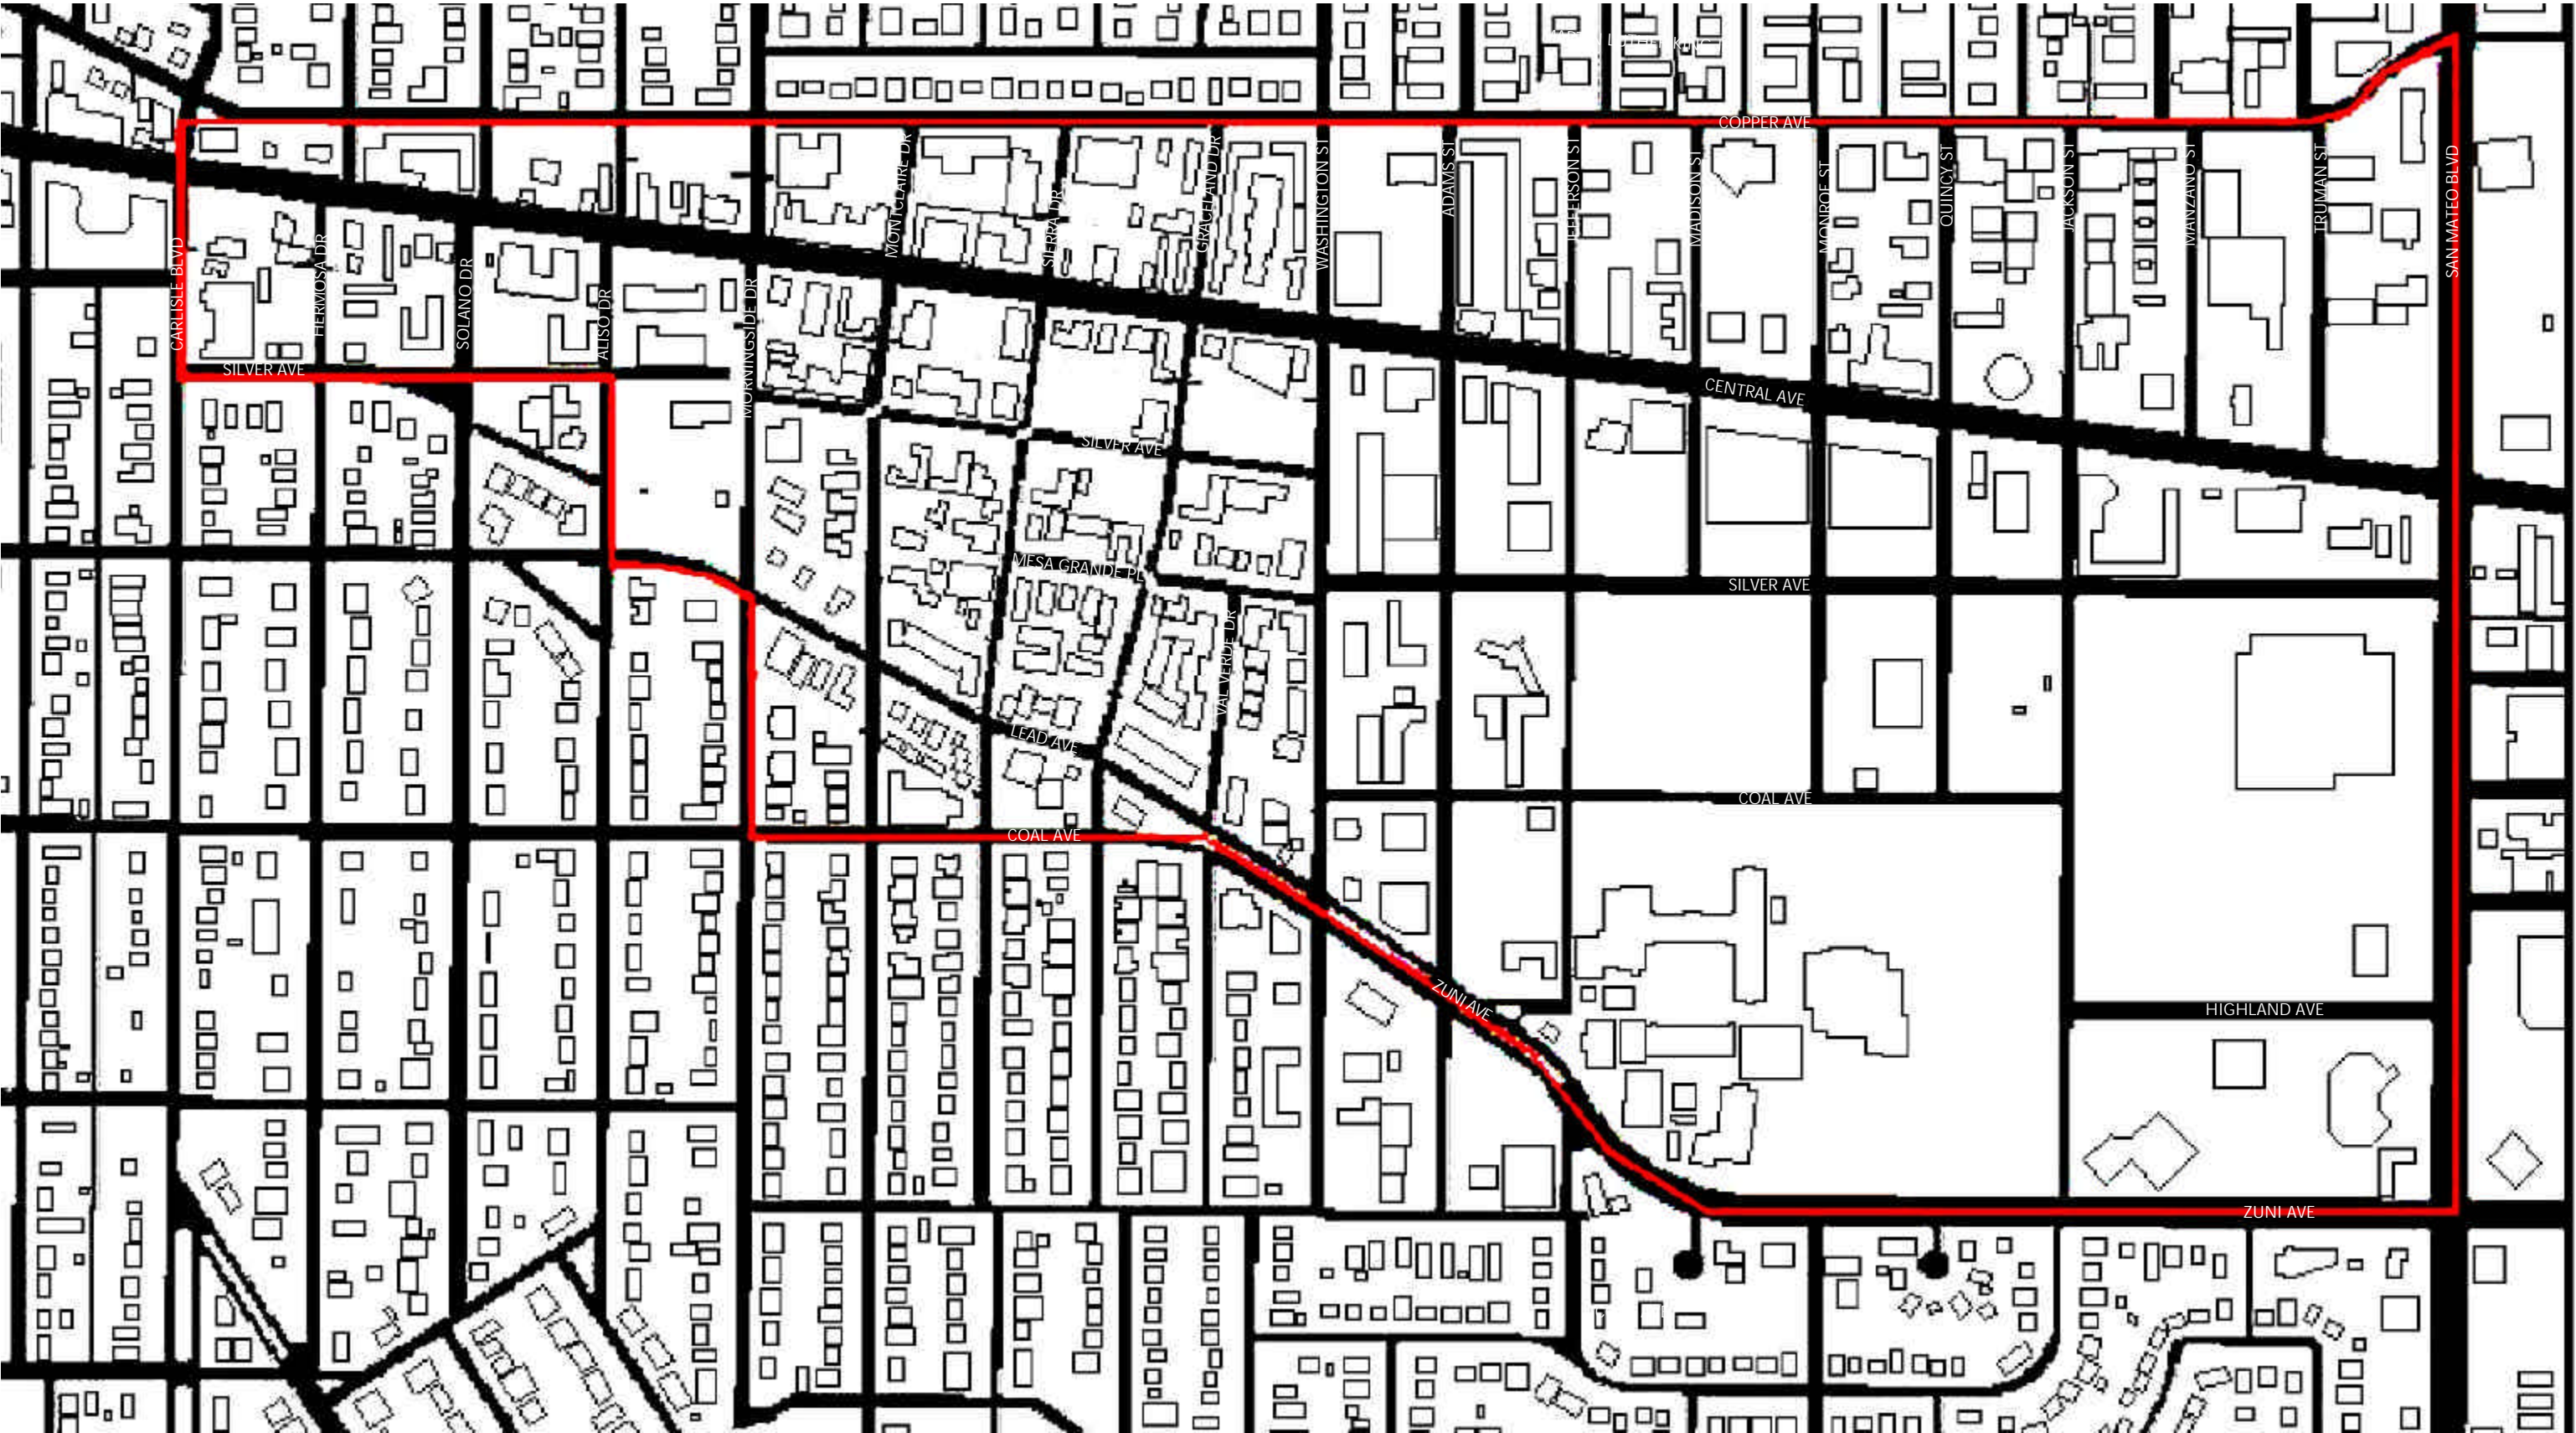 COPPER AVE
CARLISLE BLVD
HERMOSA DR
SOLANO DR
ALISO DR
MORNINGSIDE DR
MONTCLAIRE DR
SIERRA DR
GRACELAND DR
WASHINGTON ST
ADAMS ST
JEFFERSON ST
MADISON ST
MONROE ST
QUINCY ST
JACKSON ST
MANZANO ST
TRUMAN ST
SAN MATEO BLVD
SILVER AVE
CENTRAL AVE
SILVER AVE
MESA GRANDE PL
SILVER AVE
VAL VERDE DR
LEAD AVE
COAL AVE
COAL AVE
ZUNI AVE
HIGHLAND AVE
ZUNI AVE